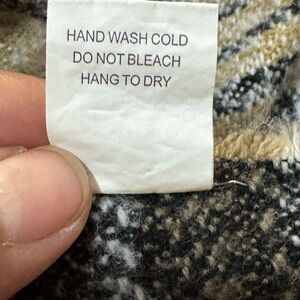 HAND WASH COLD
DO NOT BLEACH
HANG TO DRY